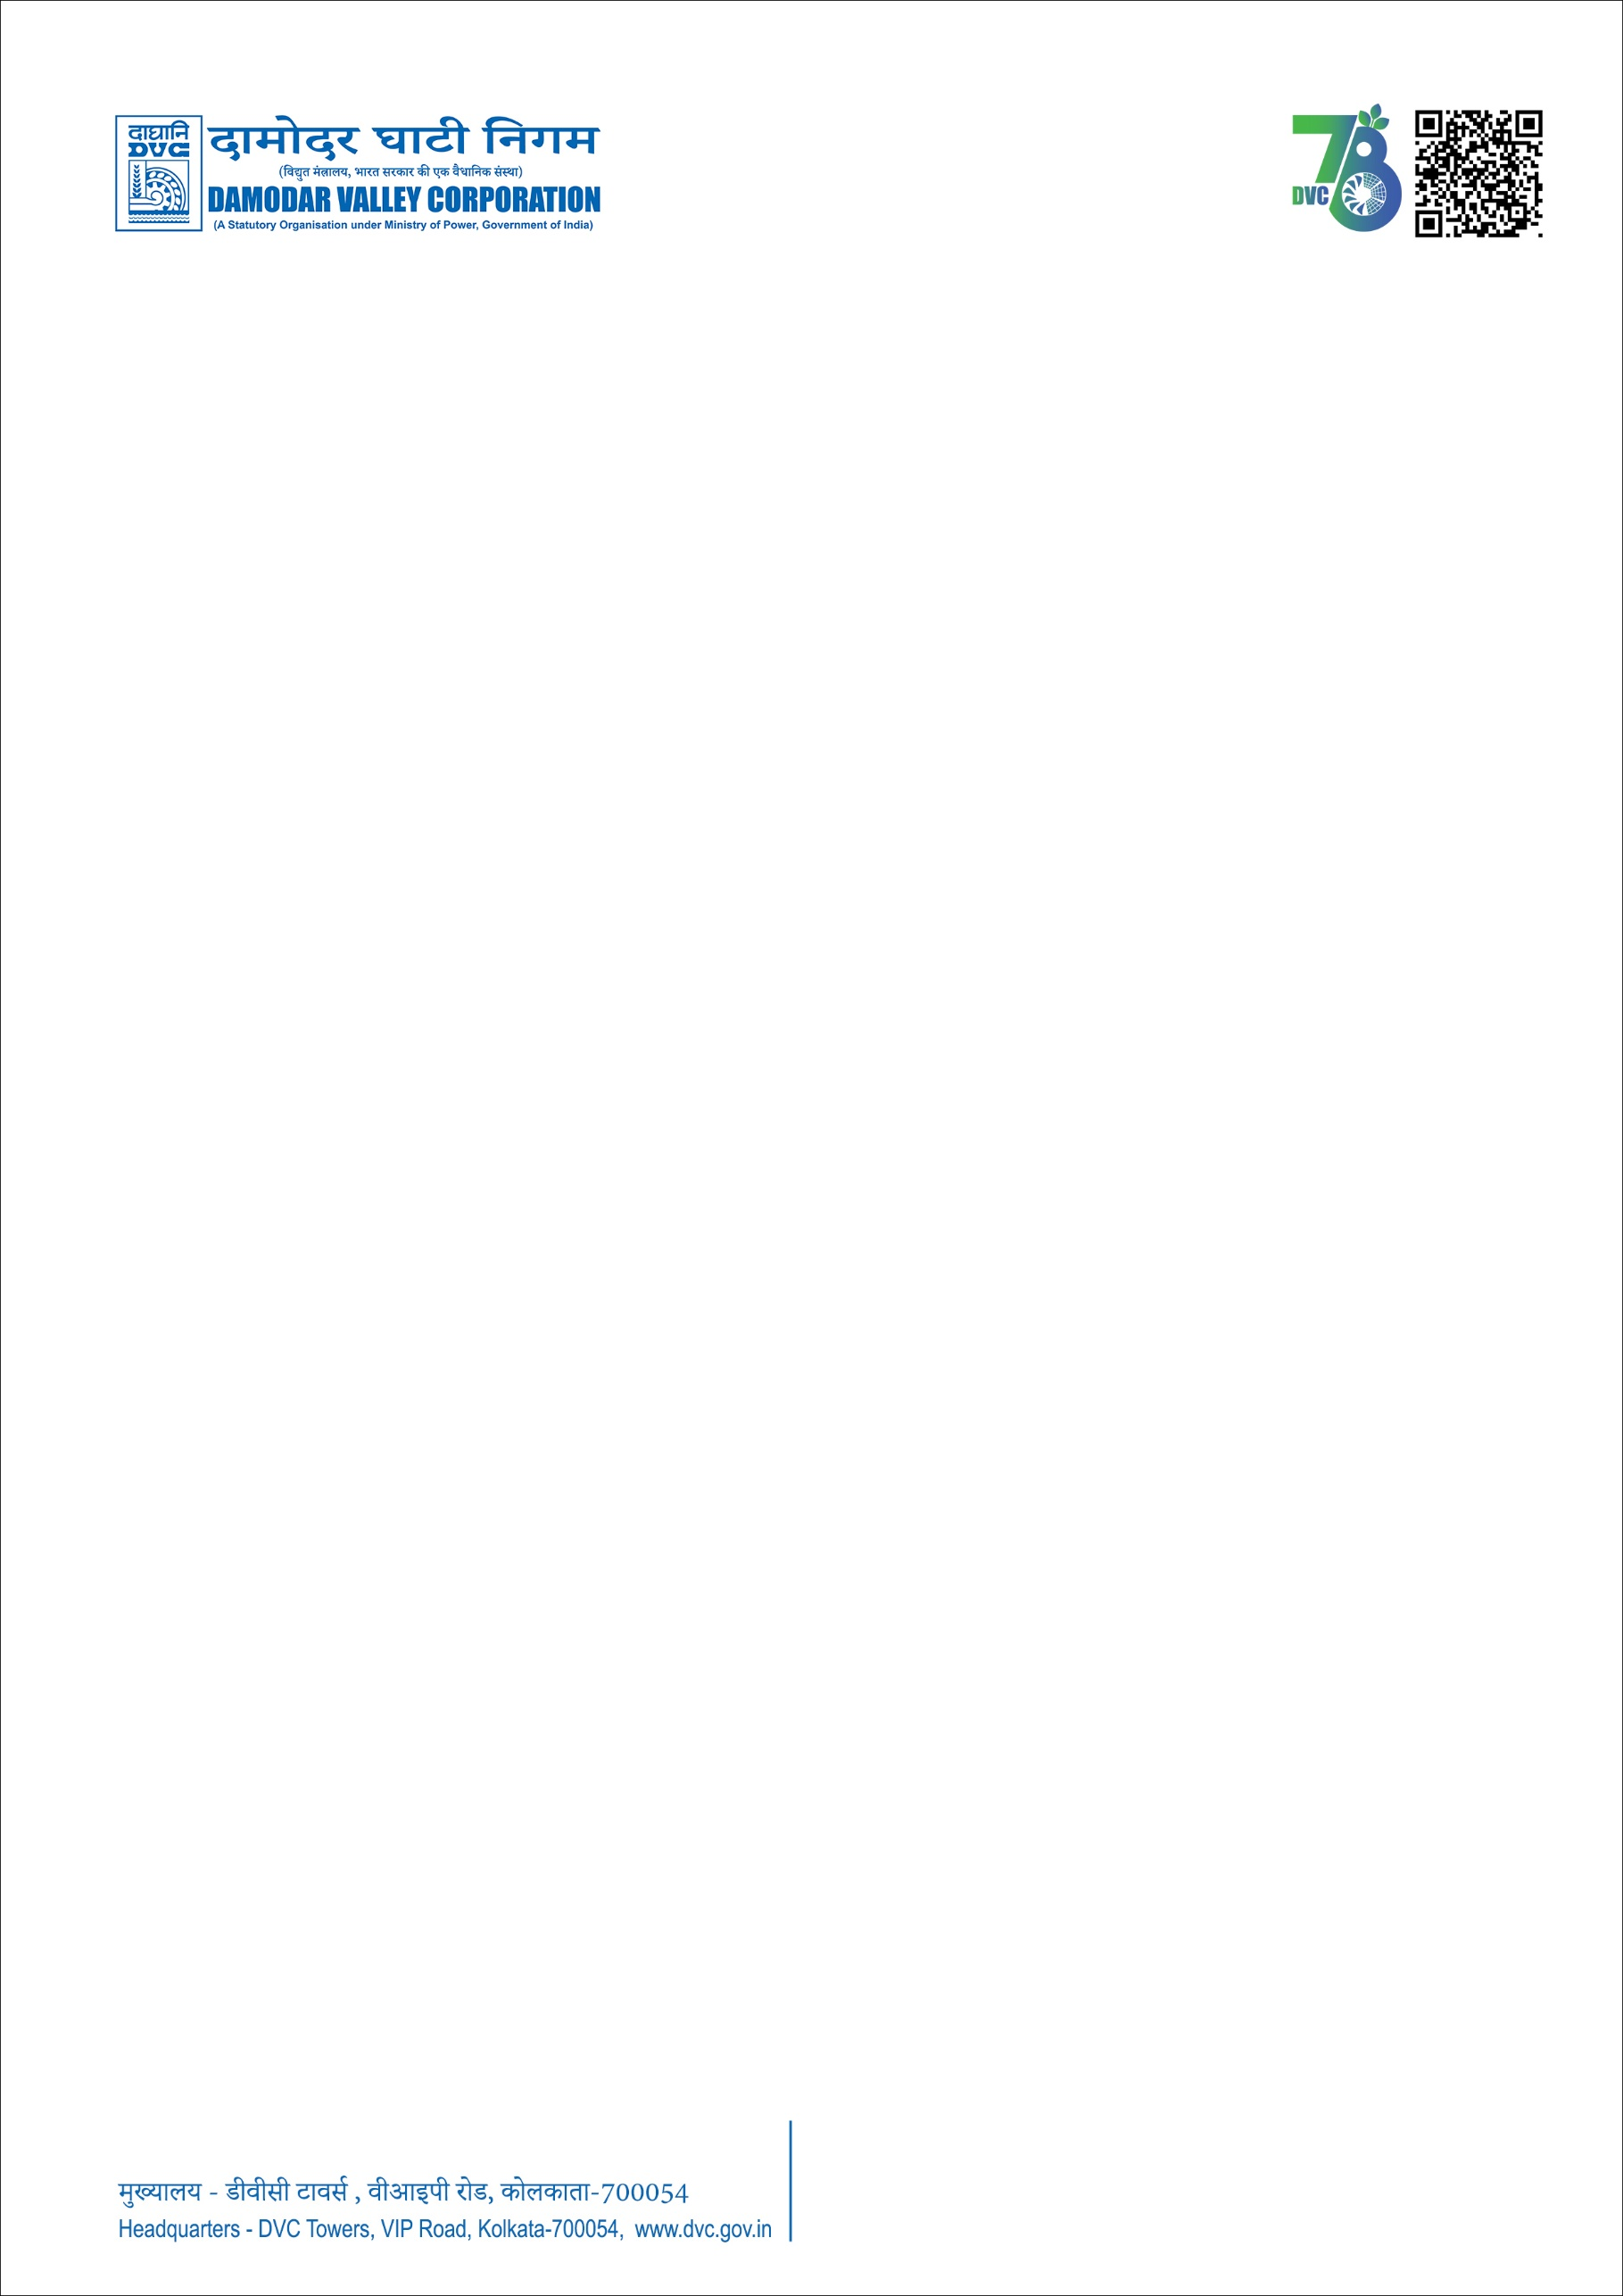 दाघानि
DVC
दामोदर घाटी निगम
(विद्युत मंत्रालय, भारत सरकार की एक वैधानिक संस्था)
DAMODAR VALLEY CORPORATION
(A Statutory Organisation under Ministry of Power, Government of India)
78
DVC
मुख्यालय - डीवीसी टावर्स , वीआइपी रोड, कोलकाता-700054
Headquarters - DVC Towers, VIP Road, Kolkata-700054, www.dvc.gov.in